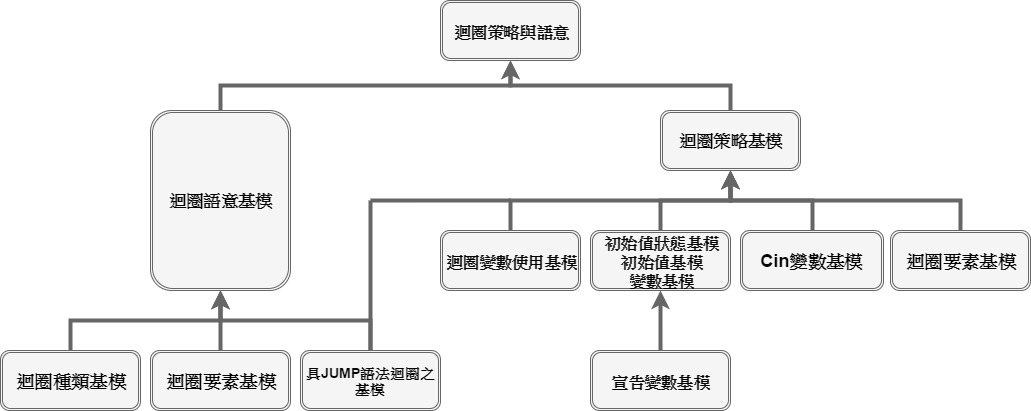 迴圈策略與語意
迴圈語意基模
迴圈策略基模
迴圈變數使用基模
初始值狀態基模
初始值基模
變數基模
Cin變數基模
迴圈要素基模
迴圈種類基模
迴圈要素基模
具JUMP語法迴圈之
基模
宣告變數基模